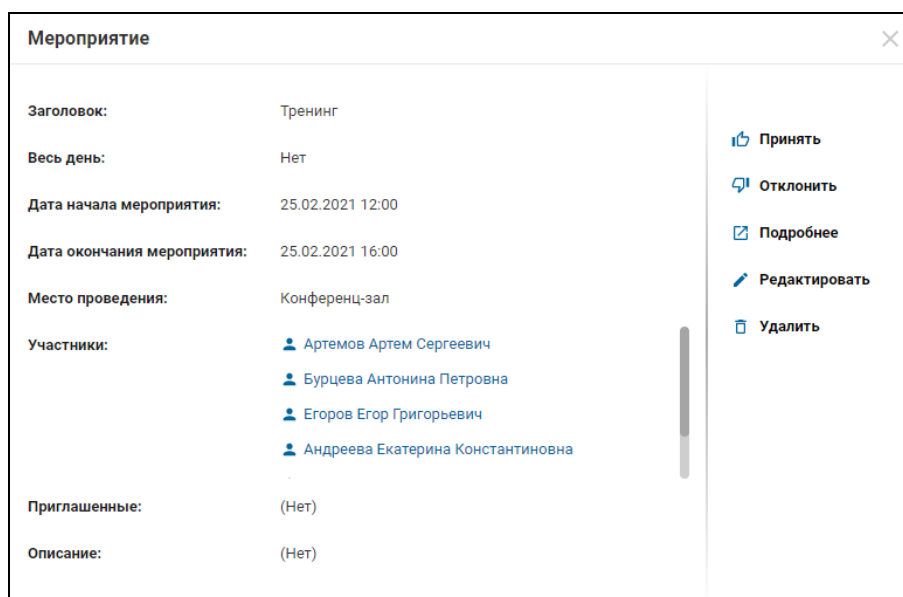 Мероприятие
Заголовок: Тренинг
Весь день: Нет
Дата начала мероприятия: 25.02.2021 12:00
Дата окончания мероприятия: 25.02.2021 16:00
Место проведения: Конференц-зал
Участники: Артемов Артем Сергеевич
Бурцева Антонина Петровна
Егоров Егор Григорьевич
Андреева Екатерина Константиновна
Приглашенные: (Нет)
Описание: (Нет)
Принять
Отклонить
Подробнее
Редактировать
Удалить